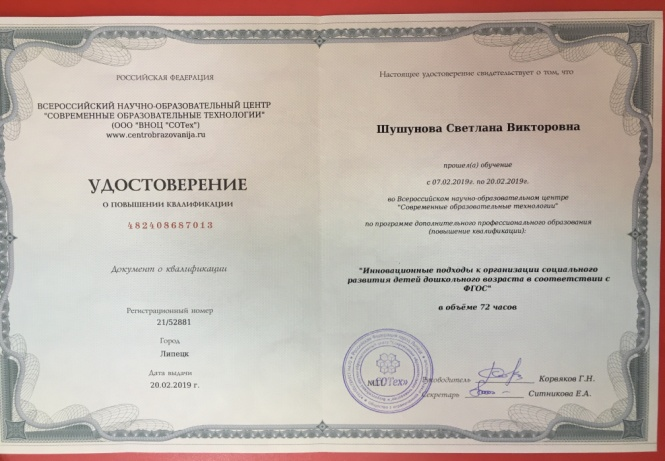 РОССИЙСКАЯ ФЕДЕРАЦИЯ
ВСЕРОССИЙСКИЙ НАУЧНО-ОБРАЗОВАТЕЛЬНЫЙ ЦЕНТР
"СОВРЕМЕННЫЕ ОБРАЗОВАТЕЛЬНЫЕ ТЕХНОЛОГИИ"
(ООО "ВНОЦ "СОТех")
www.centrobrazovanija.ru
УДОСТОВЕРЕНИЕ
О ПОВЫШЕНИИ КВАЛИФИКАЦИИ
482408687013
Документ о квалификации
Регистрационный номер
21/52881
Город
Липецк
Дата выдачи
20.02.2019 г.
Настоящее удостоверение свидетельствует о том, что
Шушунова Светлана Викторовна
прошел(а) обучение
с 07.02.2019г. по 20.02.2019г.
во Всероссийском научно-образовательном центре
"Современные образовательные технологии"
по программе дополнительного профессионального образования
(повышение квалификации):
"Инновационные подходы к организации социального
развития детей дошкольного возраста в соответствии с
ФГОС"
в объёме 72 часов
«СОТех»
Руководитель Корвяков Г.Н.
Секретарь Ситникова Е.А.